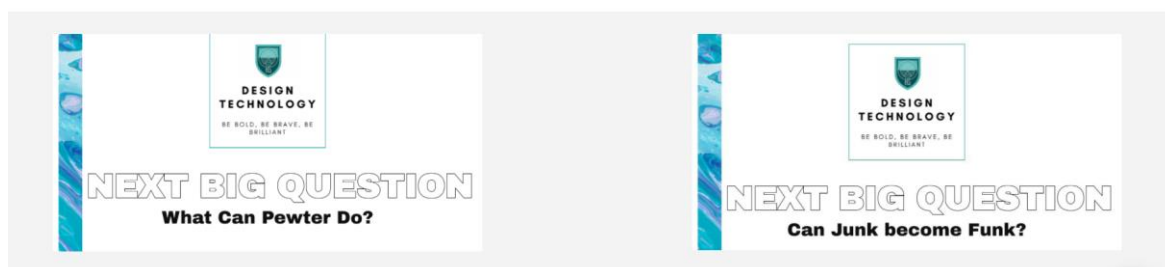 DESIGN
TECHNOLOGY
BE BOLD, BE BRAVE, BE
BRILLIANT
NEXT BIG QUESTION
What Can Pewter Do?
DESIGN
TECHNOLOGY
BE BOLD, BE BRAVE, BE
BRILLIANT
NEXT BIG QUESTION
Can Junk become Funk?